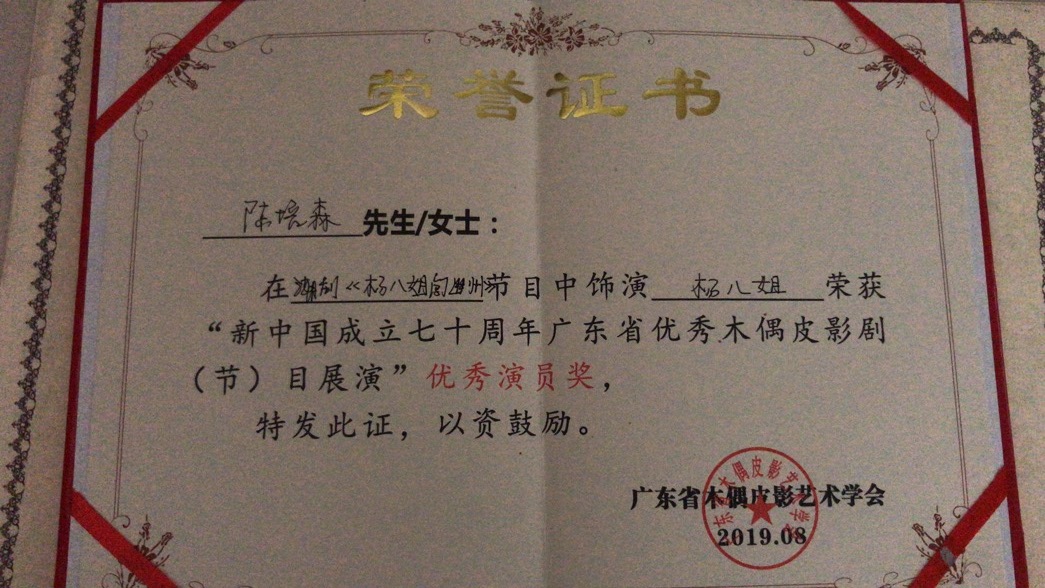 荣誉证书
陈培森 先生/女士：
在潮剧《杨八姐闯幽州》节目中饰演 杨八姐 荣获
“新中国成立七十周年广东省优秀木偶皮影剧
（节）目展演”优秀演员奖，
特发此证，以资鼓励。
广东省木偶皮影艺术学会
2019.08